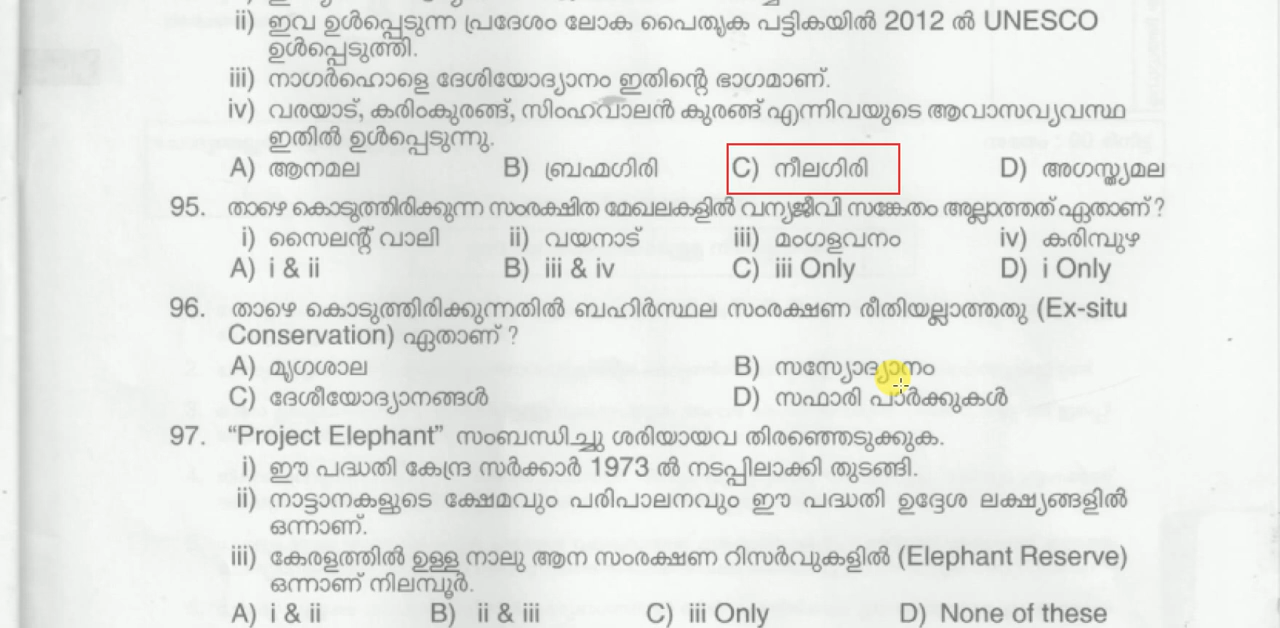 ii) ഇവ ഉൾപ്പെടുന്ന പ്രദേശം ലോക പൈതൃക പട്ടികയിൽ 2012 ൽ UNESCO
ഉൾപ്പെടുത്തി.
iii) നാഗർഹൊളെ ദേശിയോദ്യാനം ഇതിന്റെ ഭാഗമാണ്.
iv) വരയാട്, കരിംകുരങ്ങ്, സിംഹവാലൻ കുരങ്ങ് എന്നിവയുടെ ആവാസവ്യവസ്ഥ
ഇതിൽ ഉൾപ്പെടുന്നു.
A) ആനമല B) ബ്രഹ്മഗിരി C) നീലഗിരി D) അഗസ്ത്യമല
95. താഴെ കൊടുത്തിരിക്കുന്ന സംരക്ഷിത മേഖലകളിൽ വന്യജീവി സങ്കേതം അല്ലാത്തത് ഏതാണ് ?
i) സൈലന്റ് വാലി ii) വയനാട് iii) മംഗളവനം iv) കരിമ്പുഴ
A) i & ii B) iii & iv C) iii Only D) i Only
96. താഴെ കൊടുത്തിരിക്കുന്നതിൽ ബഹിർസ്ഥല സംരക്ഷണ രീതിയല്ലാത്തതു (Ex-situ
Conservation) ഏതാണ് ?
A) മൃഗശാല B) സസ്യോദ്യാനം
C) ദേശീയോദ്യാനങ്ങൾ D) സഫാരി പാർക്കുകൾ
97. “Project Elephant” സംബന്ധിച്ചു ശരിയായവ തിരഞ്ഞെടുക്കുക.
i) ഈ പദ്ധതി കേന്ദ്ര സർക്കാർ 1973 ൽ നടപ്പിലാക്കി തുടങ്ങി.
ii) നാട്ടാനകളുടെ ക്ഷേമവും പരിപാലനവും ഈ പദ്ധതി ഉദ്ദേശ ലക്ഷ്യങ്ങളിൽ
ഒന്നാണ്.
iii) കേരളത്തിൽ ഉള്ള നാലു ആന സംരക്ഷണ റിസർവുകളിൽ (Elephant Reserve)
ഒന്നാണ് നിലമ്പൂർ.
A) i & ii B) ii & iii C) iii Only D) None of these